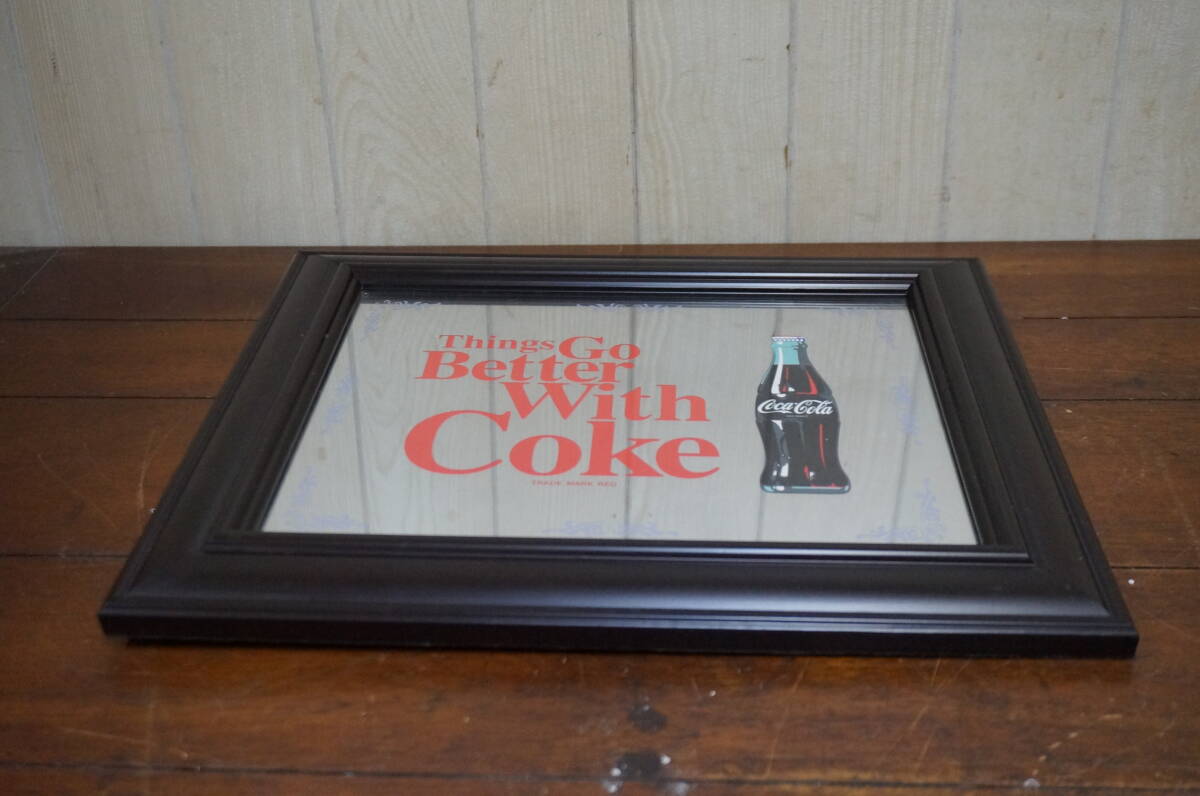 Things Go
Better
With
Coke
TRADE MARK REG
Coca-Cola